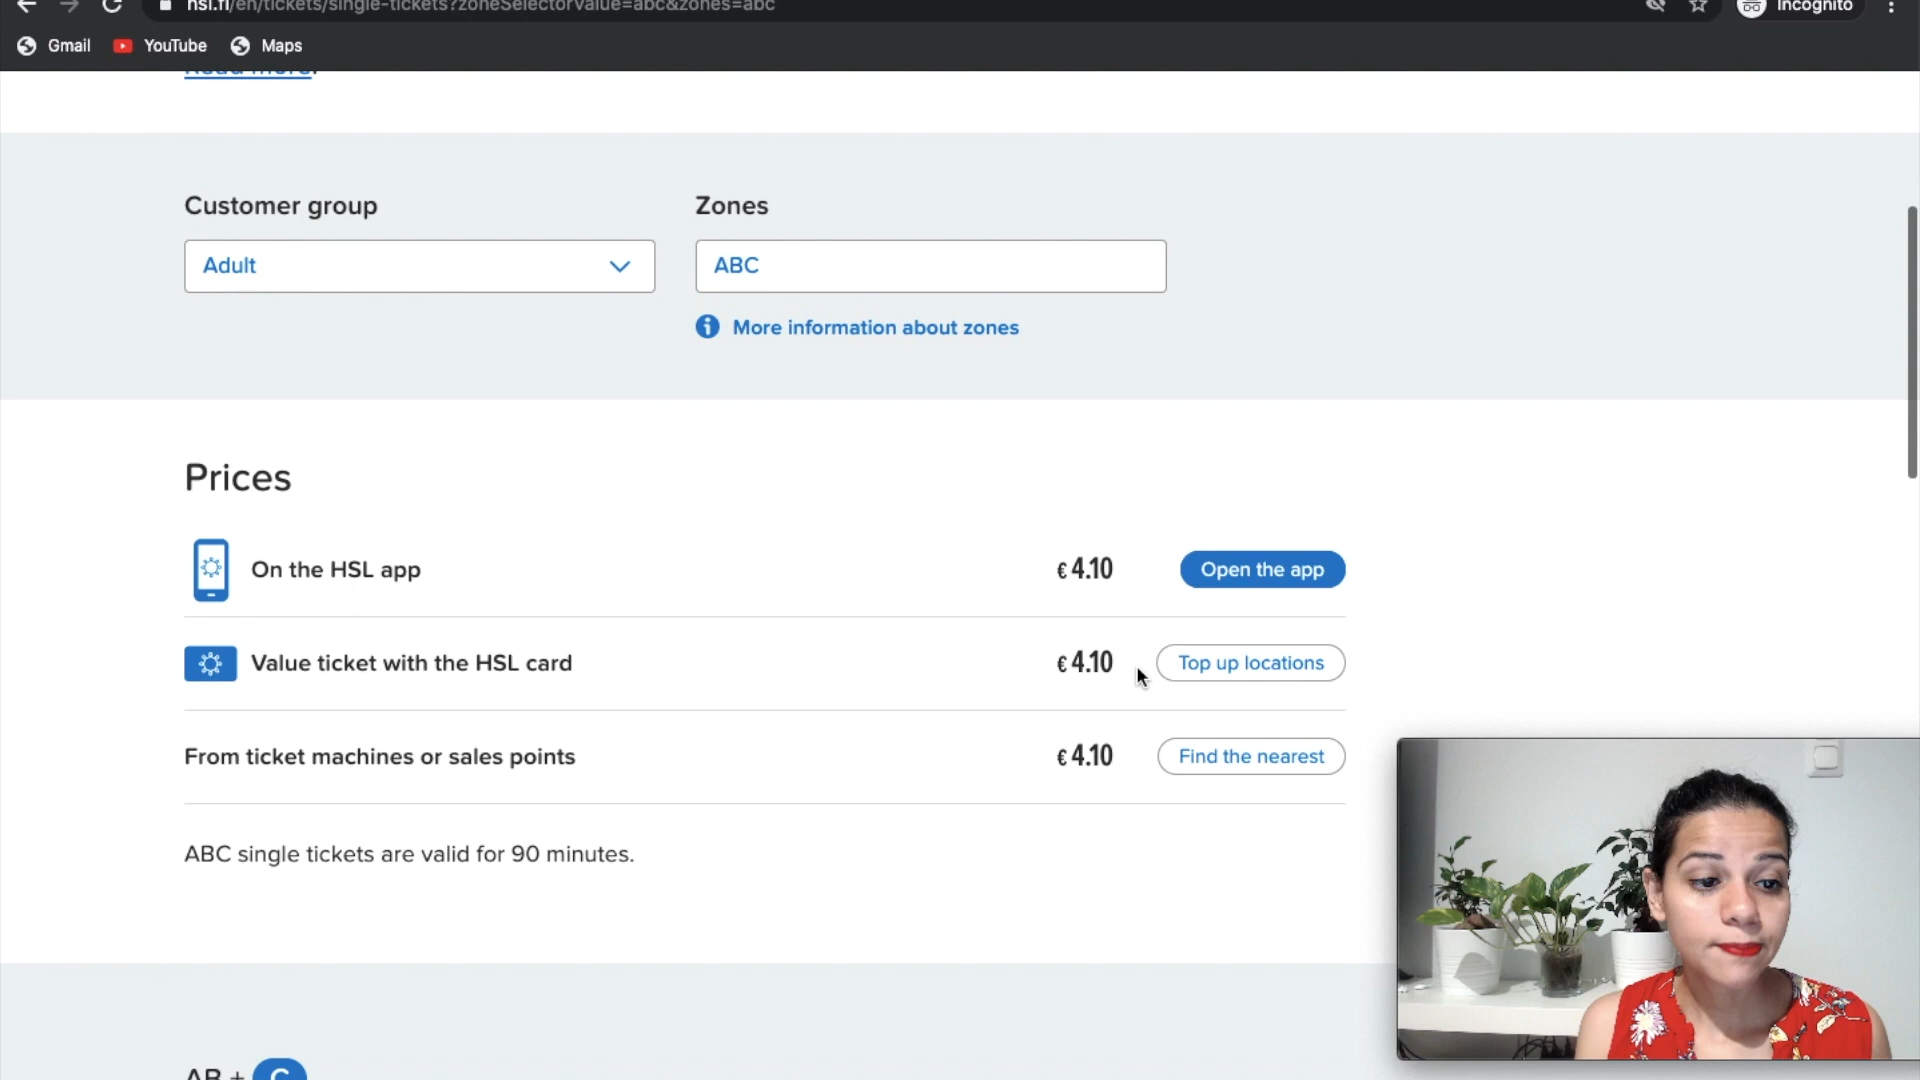 hsl.fi/en/tickets/single-tickets?zoneSelectorValue=abc&zones=abc
Incognito
Gmail YouTube Maps
Read more.
Customer group Zones
Adult ABC
More information about zones
Prices
On the HSL app € 4.10 Open the app
Value ticket with the HSL card € 4.10 Top up locations
From ticket machines or sales points € 4.10 Find the nearest
ABC single tickets are valid for 90 minutes.
AB + C